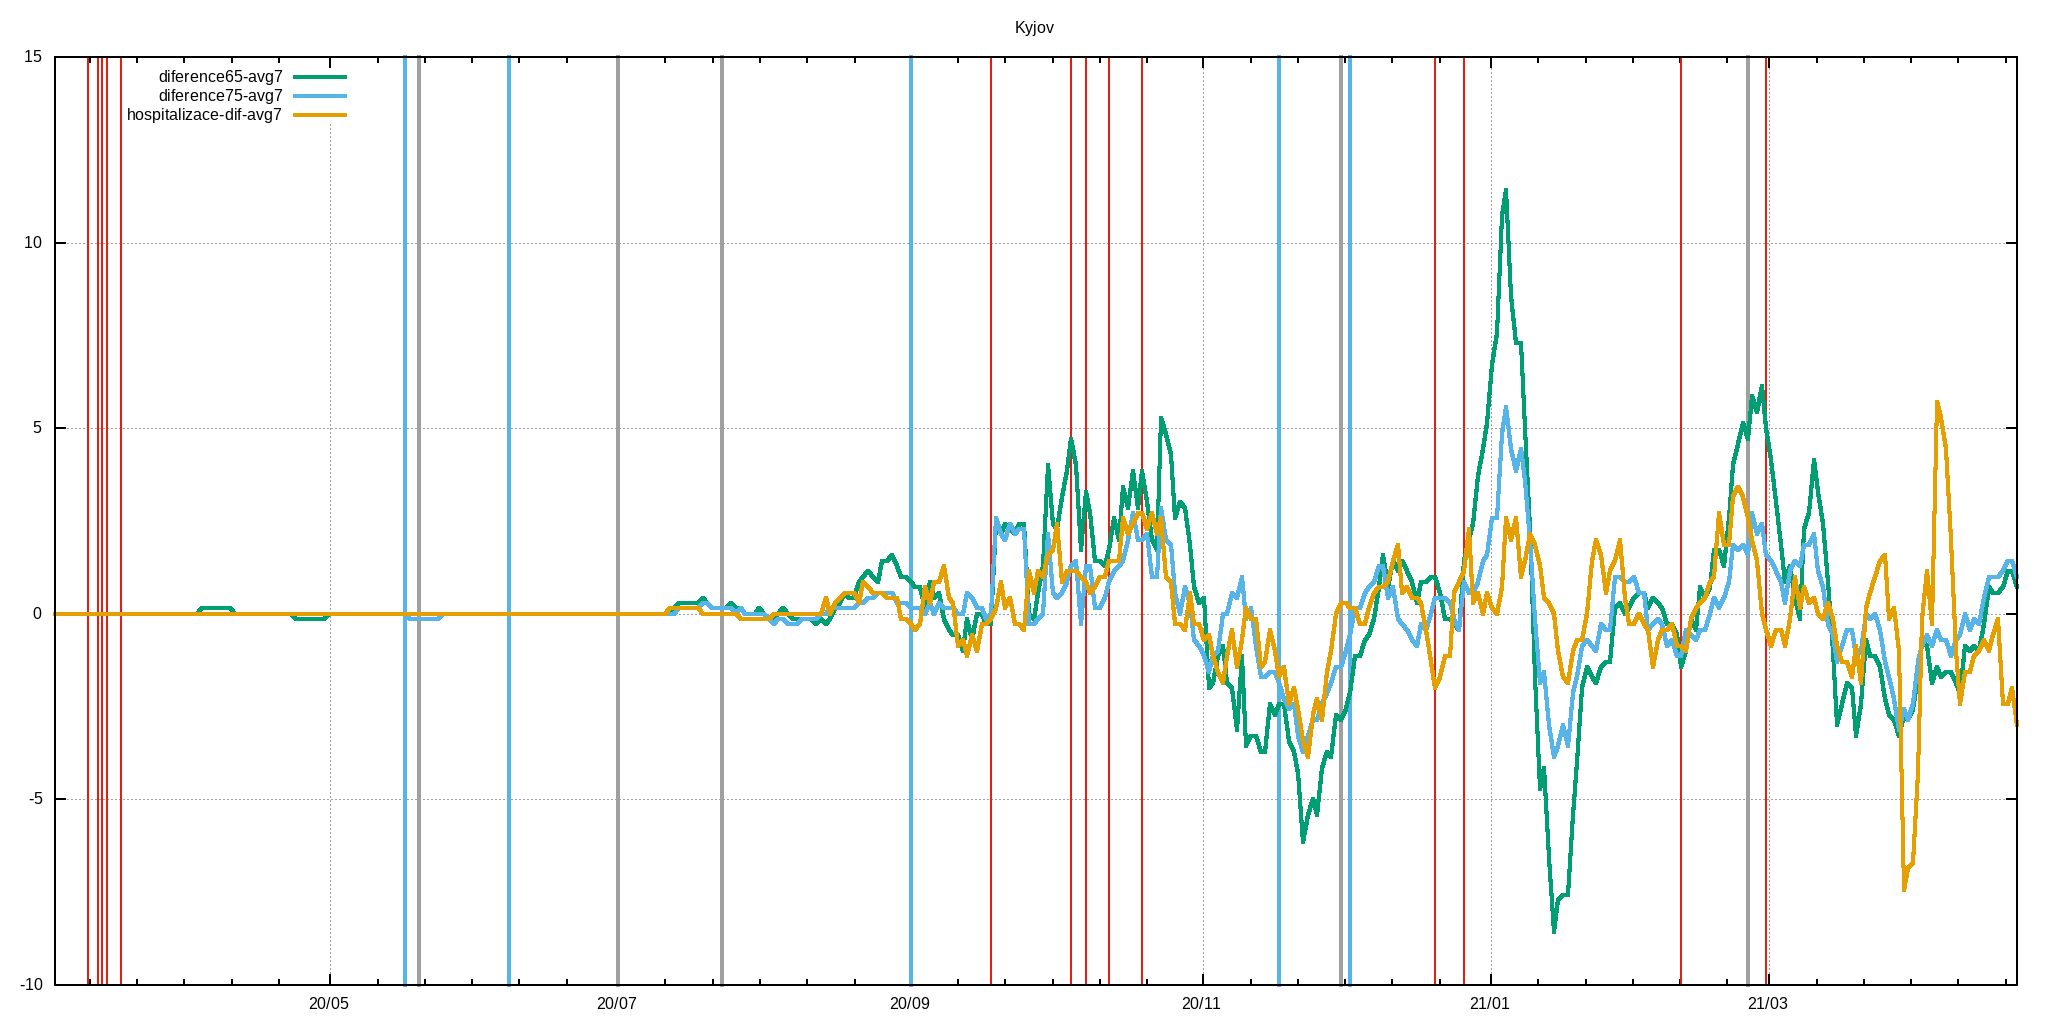 Kyjov
15
diference65-avg7
diference75-avg7
hospitalizace-dif-avg7
10
5
0
-5
-10
20/05 20/07 20/09 20/11 21/01 21/03